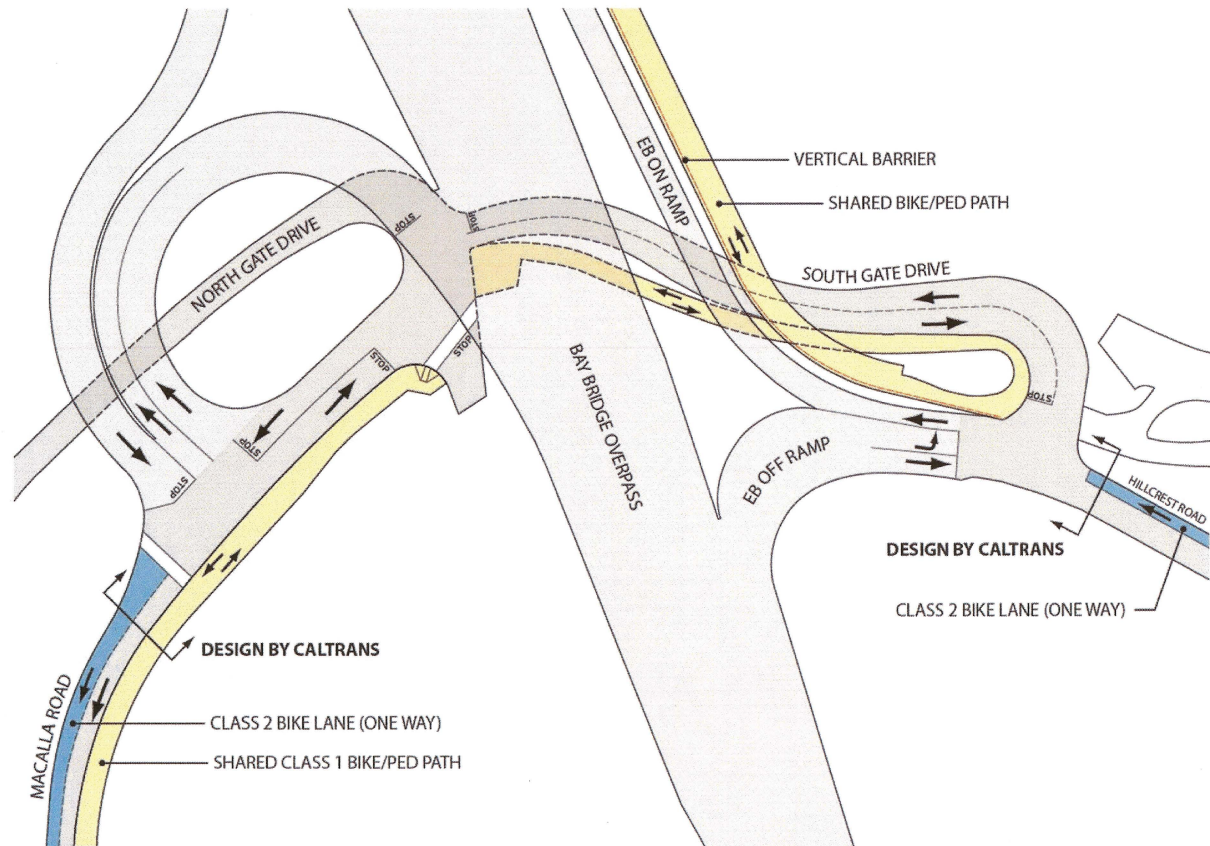 VERTICAL BARRIER
EB ON RAMP
SHARED BIKE/PED PATH
STOP
STOP
NORTH GATE DRIVE
SOUTH GATE DRIVE
STOP
STOP
BAY BRIDGE OVERPASS
STOP
STOP
STOP
EB OFF RAMP
HILLCREST ROAD
DESIGN BY CALTRANS
CLASS 2 BIKE LANE (ONE WAY)
DESIGN BY CALTRANS
MACALLA ROAD
CLASS 2 BIKE LANE (ONE WAY)
SHARED CLASS 1 BIKE/PED PATH